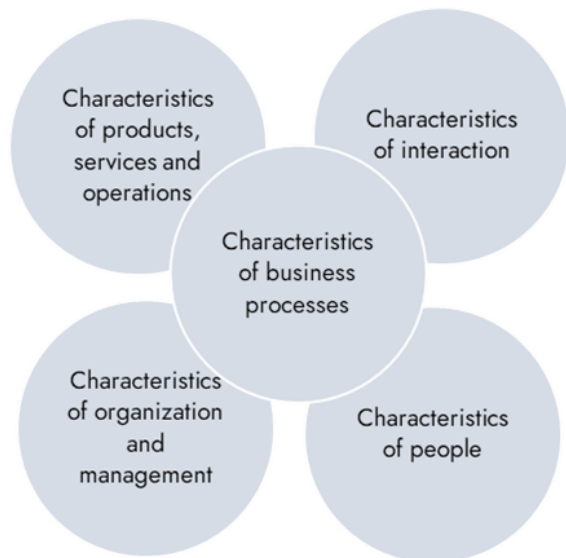 Characteristics
of products,
services and
operations
Characteristics
of interaction
Characteristics
of business
processes
Characteristics
of organization
and
management
Characteristics
of people